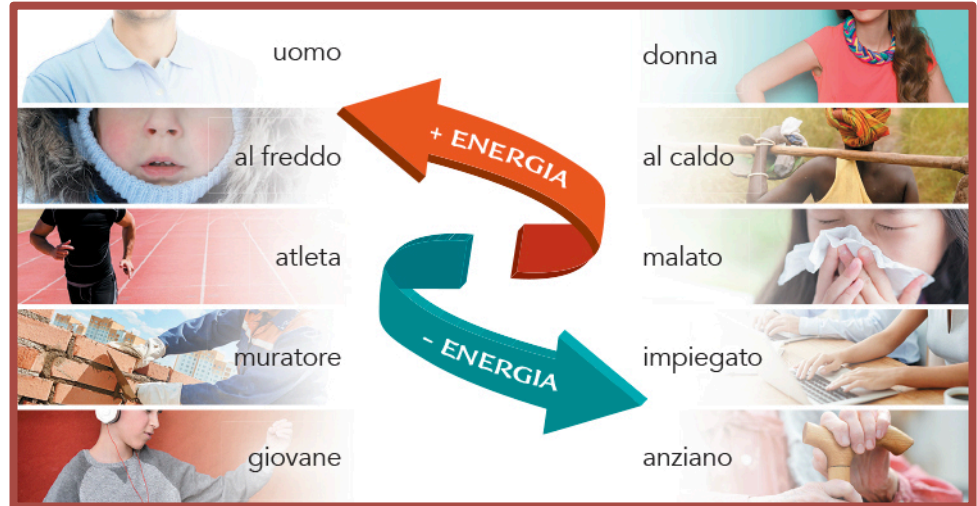 uomo
donna
+ ENERGIA
al freddo
al caldo
atleta
malato
- ENERGIA
muratore
impiegato
giovane
anziano